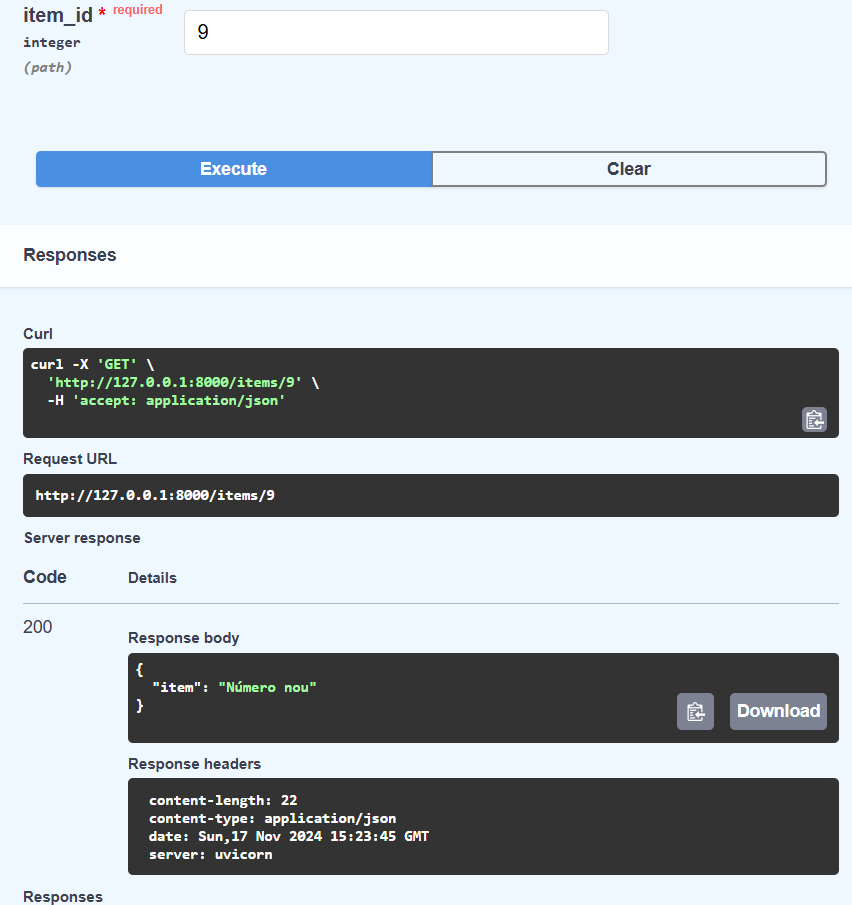 item_id * required
integer
(path)
9
Execute
Clear
Responses
Curl
curl -X 'GET' \
  'http://127.0.0.1:8000/items/9' \
  -H 'accept: application/json'
Request URL
http://127.0.0.1:8000/items/9
Server response
Code Details
200
Response body
{
  "item": "Número nou"
}
Download
Response headers
content-length: 22
content-type: application/json
date: Sun,17 Nov 2024 15:23:45 GMT
server: uvicorn
Responses